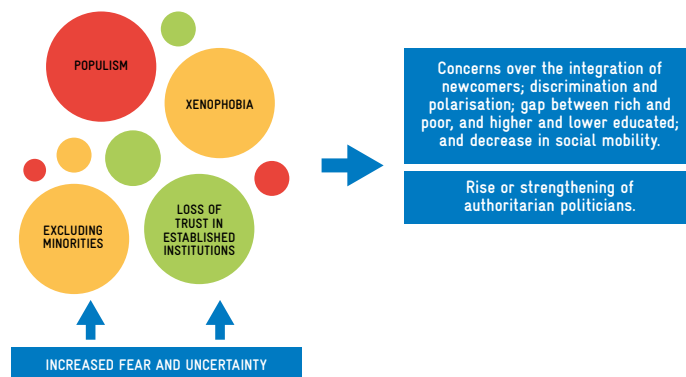 POPULISM
XENOPHOBIA
EXCLUDING
MINORITIES
LOSS OF
TRUST IN
ESTABLISHED
INSTITUTIONS
INCREASED FEAR AND UNCERTAINTY
Concerns over the integration of
newcomers; discrimination and
polarisation; gap between rich and
poor, and higher and lower educated;
and decrease in social mobility.
Rise or strengthening of
authoritarian politicians.